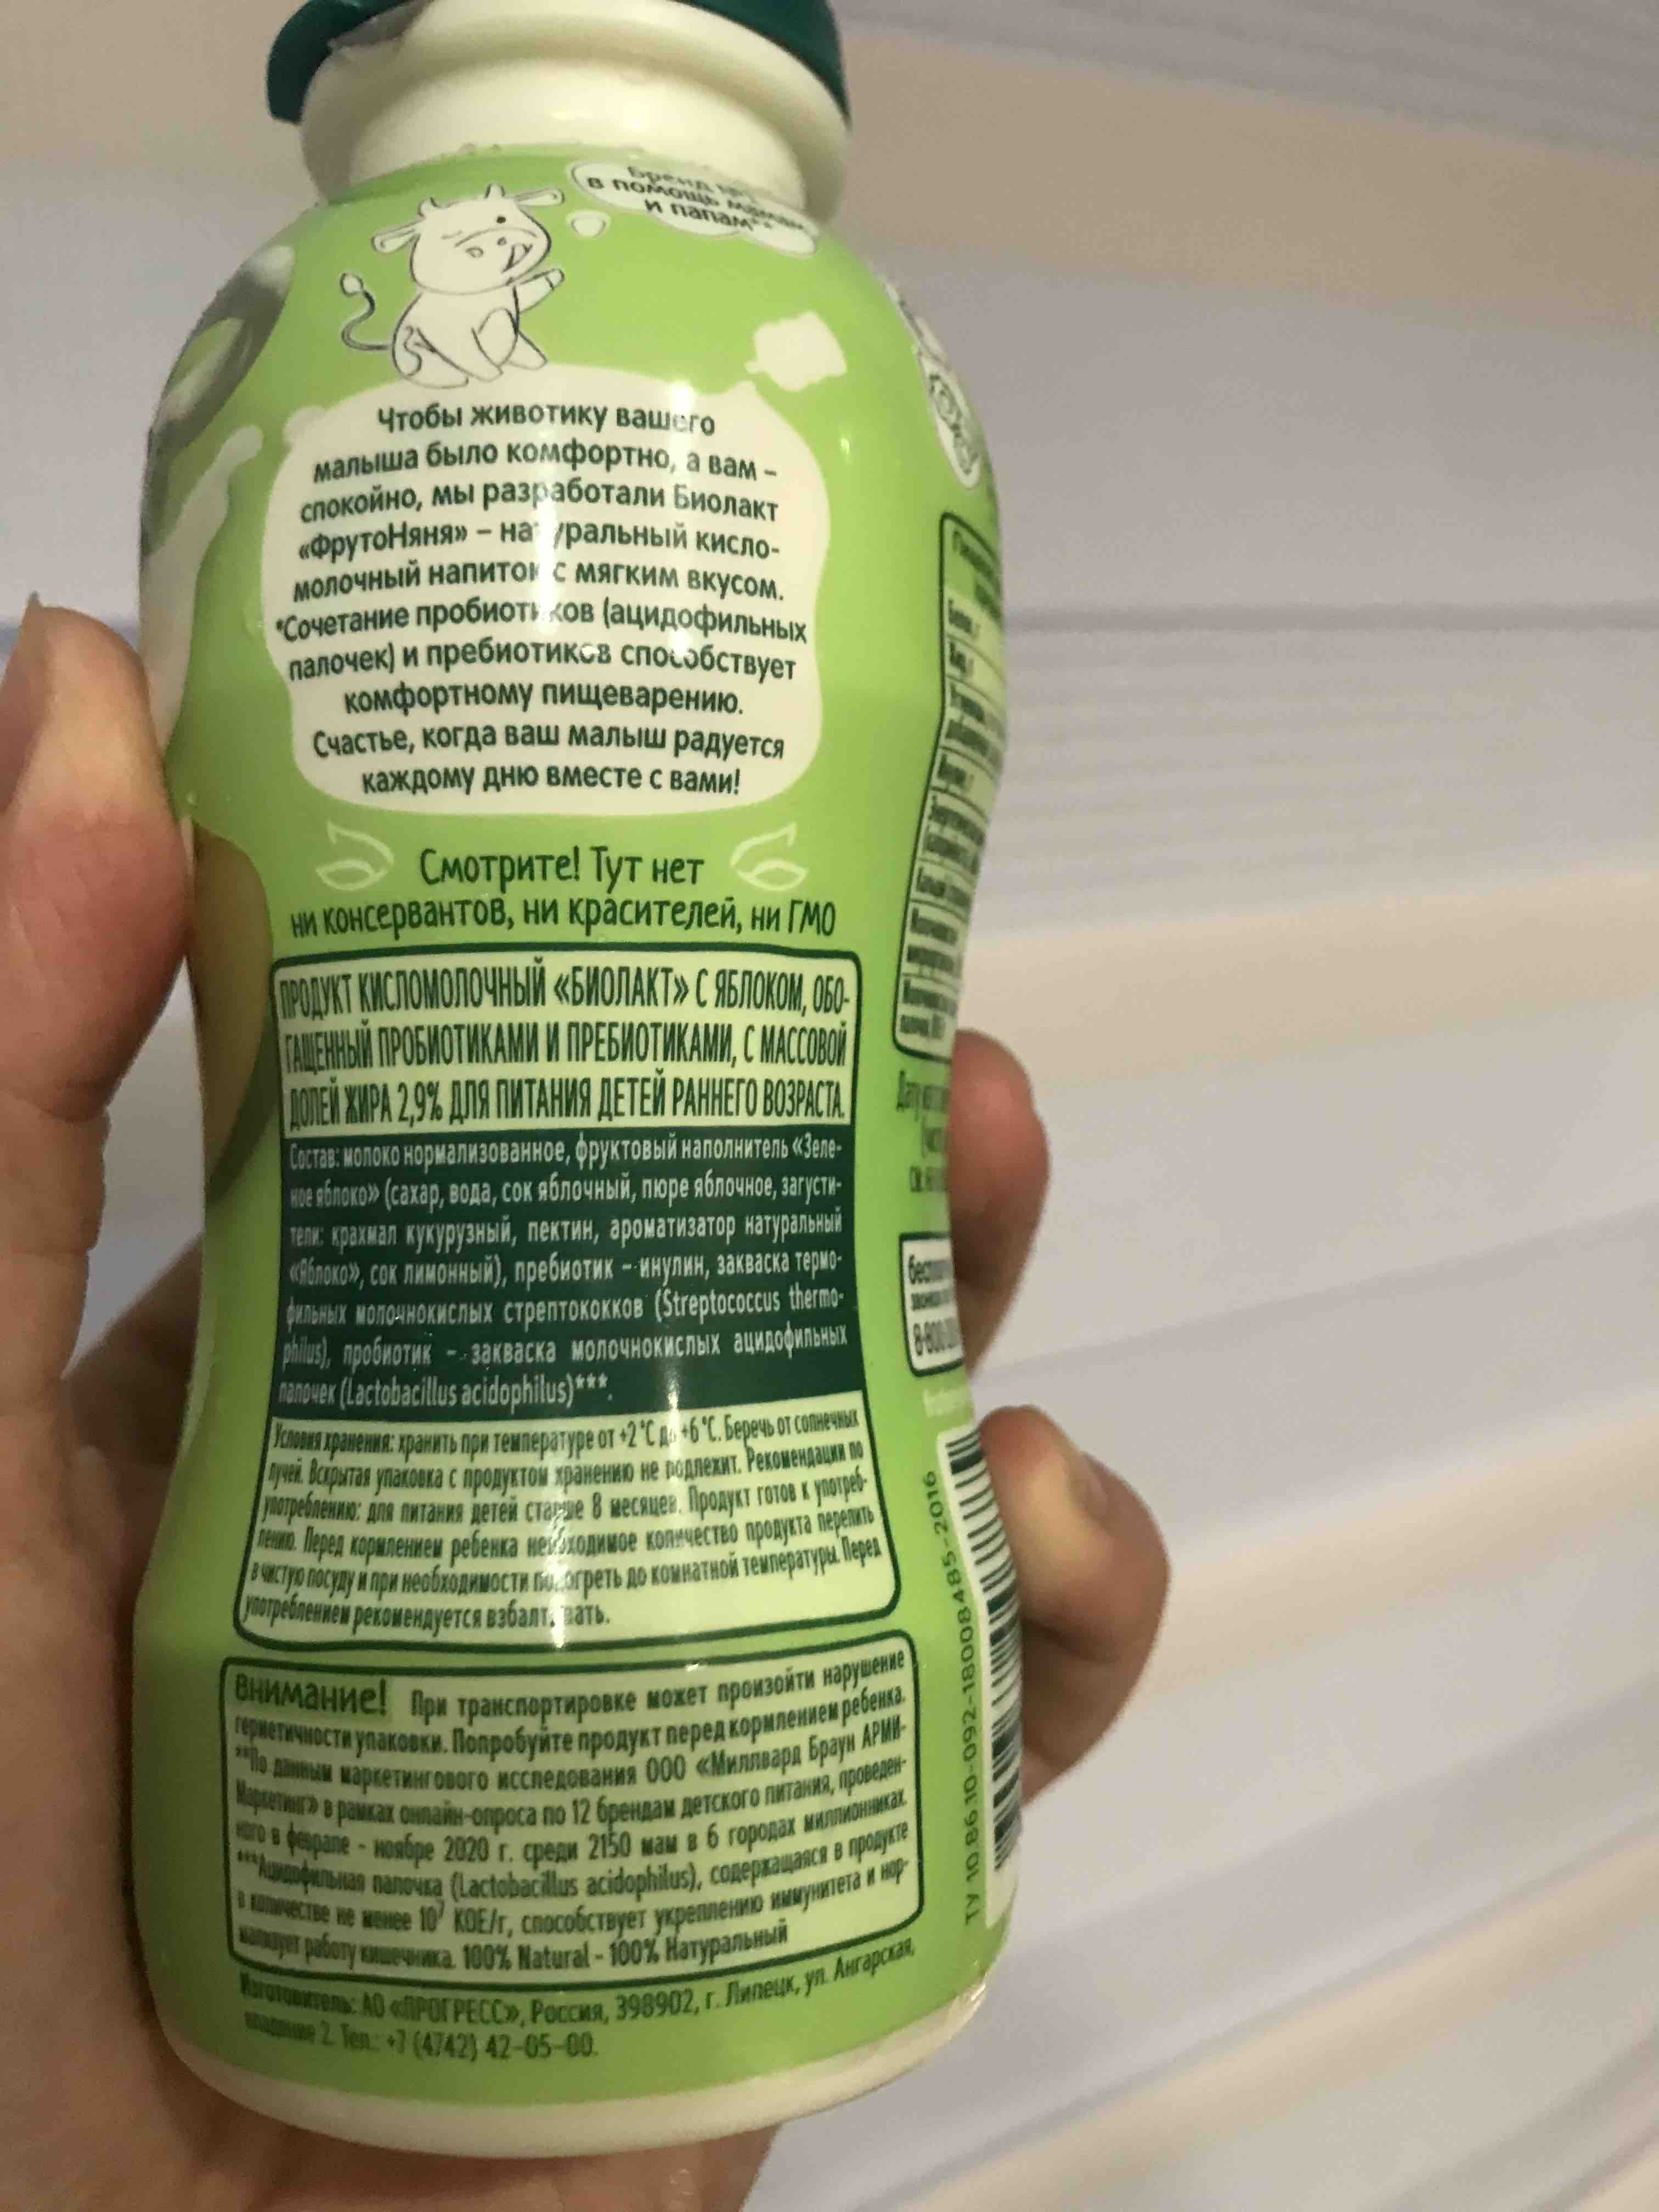 Бренд №1
в помощь мамам
и папам**
Чтобы животику вашего
малыша было комфортно, а вам –
спокойно, мы разработали Биолакт
«ФрутоНяня» – натуральный кисло-
молочный напиток с мягким вкусом.
*Сочетание пробиотиков (ацидофильных
палочек) и пребиотиков способствует
комфортному пищеварению.
Счастье, когда ваш малыш радуется
каждому дню вместе с вами!
Смотрите! Тут нет
ни консервантов, ни красителей, ни ГМО
ПРОДУКТ КИСЛОМОЛОЧНЫЙ «БИОЛАКТ» С ЯБЛОКОМ, ОБО-
ГАЩЕННЫЙ ПРОБИОТИКАМИ И ПРЕБИОТИКАМИ, С МАССОВОЙ
ДОЛЕЙ ЖИРА 2,9% ДЛЯ ПИТАНИЯ ДЕТЕЙ РАННЕГО ВОЗРАСТА.
Состав: молоко нормализованное, фруктовый наполнитель «Зеле-
ное яблоко» (сахар, вода, сок яблочный, пюре яблочное, загусти-
тели: крахмал кукурузный, пектин, ароматизатор натуральный
«Яблоко», сок лимонный), пребиотик – инулин, закваска термо-
фильных молочнокислых стрептококков (Streptococcus thermo-
philus), пробиотик – закваска молочнокислых ацидофильных
палочек (Lactobacillus acidophilus)***.
Условия хранения: хранить при температуре от +2 °C до +6 °C. Беречь от солнечных
лучей. Вскрытая упаковка с продуктом хранению не подлежит. Рекомендации по
употреблению: для питания детей старше 8 месяцев. Продукт готов к употреб-
лению. Перед кормлением ребенка необходимое количество продукта перелить
в чистую посуду и при необходимости подогреть до комнатной температуры. Перед
употреблением рекомендуется взбалтывать.
Внимание! При транспортировке может произойти нарушение
герметичности упаковки. Попробуйте продукт перед кормлением ребенка.
**По данным маркетингового исследования ООО «Миллвард Браун АРМИ-
Маркетинг» в рамках онлайн-опроса по 12 брендам детского питания, проведен-
ного в феврале - ноябре 2020 г. среди 2150 мам в 6 городах миллионниках.
***Ацидофильная палочка (Lactobacillus acidophilus), содержащаяся в продукте
в количестве не менее 10⁷ КОЕ/г, способствует укреплению иммунитета и нор-
мализует работу кишечника. 100% Natural - 100% Натуральный
Изготовитель: АО «ПРОГРЕСС», Россия, 398902, г. Липецк, ул. Ангарская,
владение 2. Тел.: +7 (4742) 42-05-00.
8-800
ТУ 10.86.10-092-18008485-2016